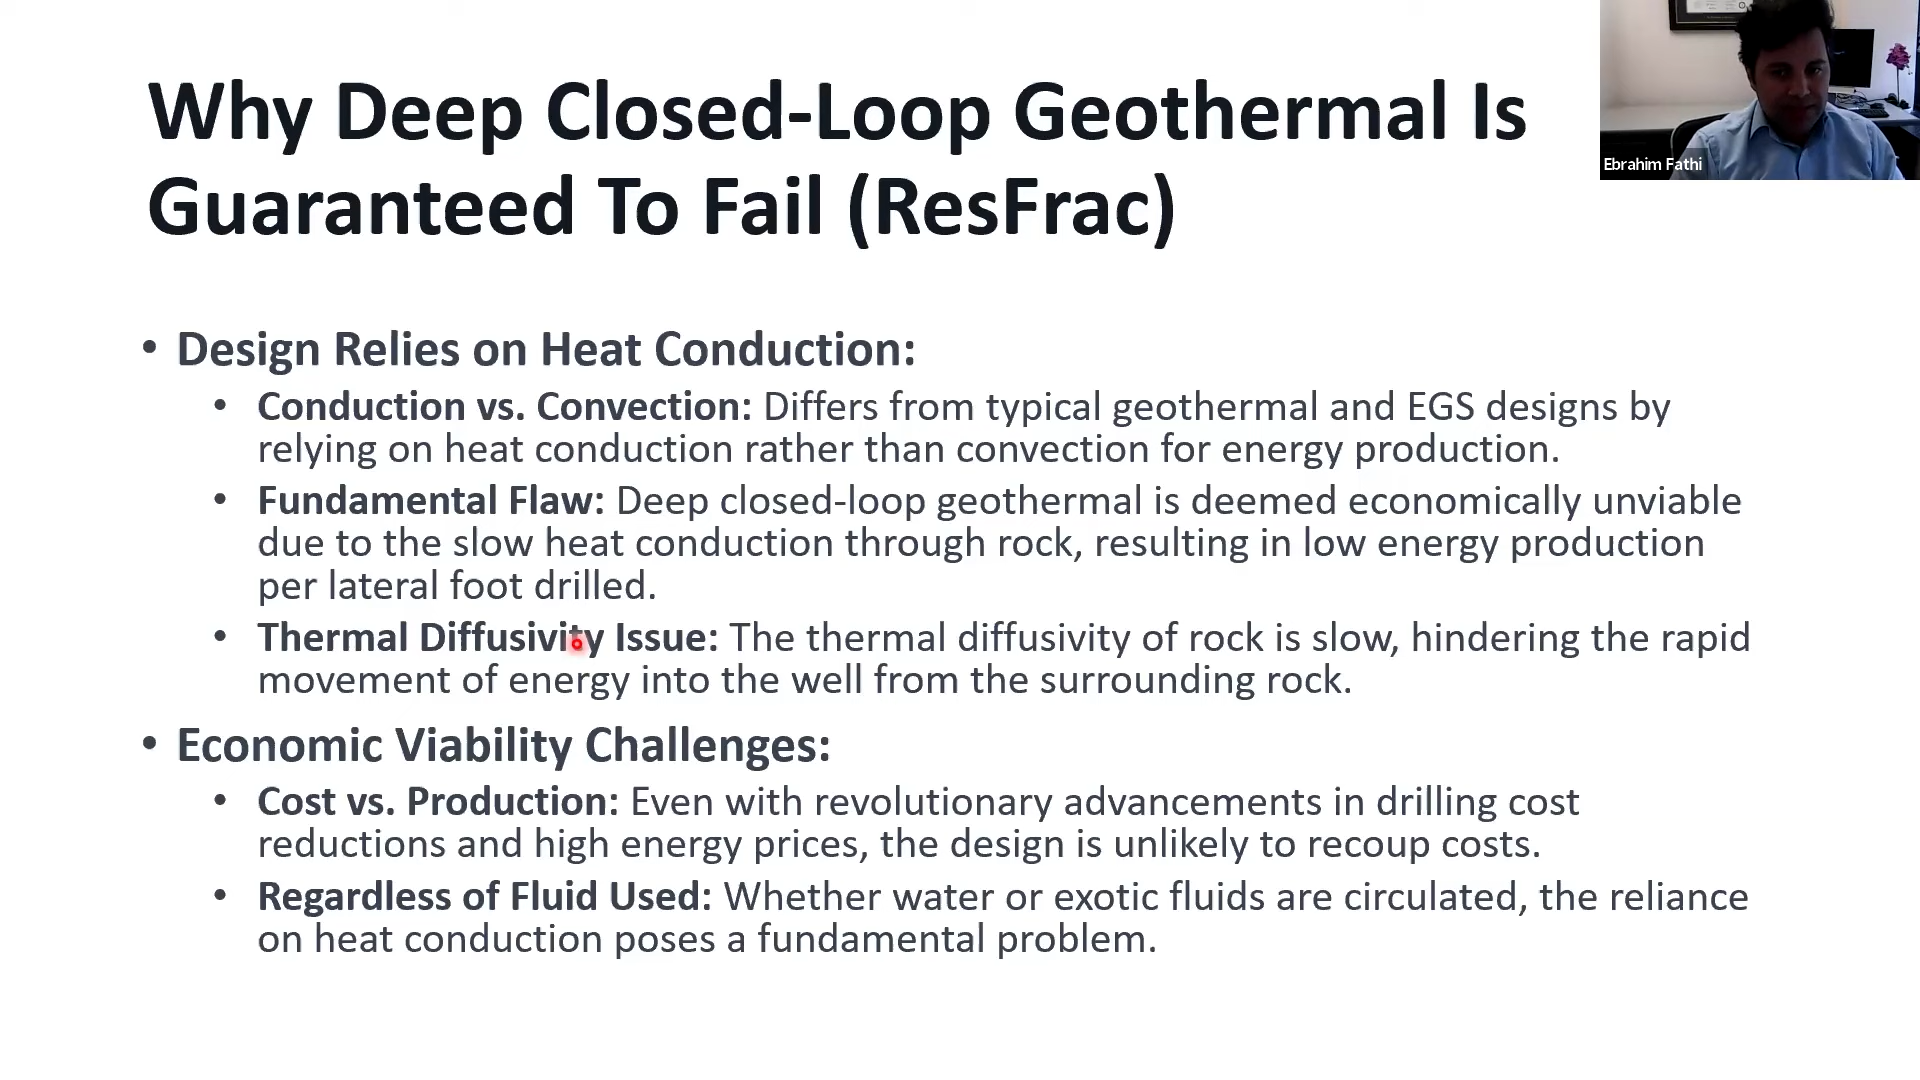 Why Deep Closed-Loop Geothermal Is
Guaranteed To Fail (ResFrac)
Ebrahim Fathi
• Design Relies on Heat Conduction:
• Conduction vs. Convection: Differs from typical geothermal and EGS designs by
relying on heat conduction rather than convection for energy production.
• Fundamental Flaw: Deep closed-loop geothermal is deemed economically unviable
due to the slow heat conduction through rock, resulting in low energy production
per lateral foot drilled.
• Thermal Diffusivity Issue: The thermal diffusivity of rock is slow, hindering the rapid
movement of energy into the well from the surrounding rock.
• Economic Viability Challenges:
• Cost vs. Production: Even with revolutionary advancements in drilling cost
reductions and high energy prices, the design is unlikely to recoup costs.
• Regardless of Fluid Used: Whether water or exotic fluids are circulated, the reliance
on heat conduction poses a fundamental problem.